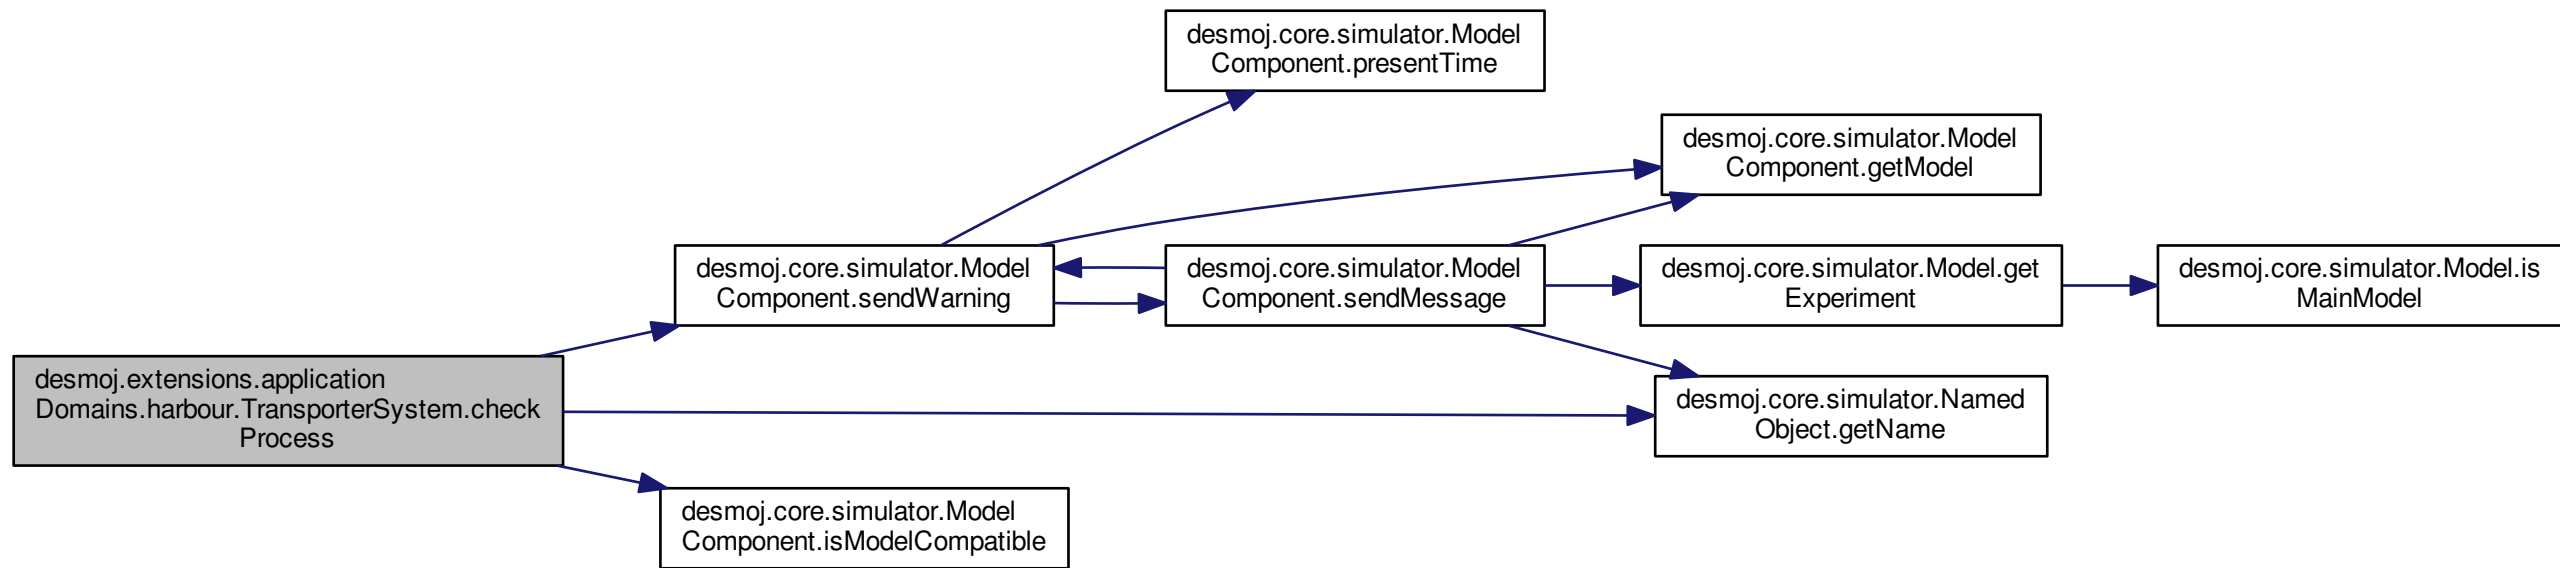 desmoj.core.simulator.Model
Component.presentTime
desmoj.core.simulator.Model
Component.getModel
desmoj.core.simulator.Model
Component.sendWarning
desmoj.core.simulator.Model
Component.sendMessage
desmoj.core.simulator.Model.get
Experiment
desmoj.core.simulator.Model.is
MainModel
desmoj.extensions.application
Domains.harbour.TransporterSystem.check
Process
desmoj.core.simulator.Named
Object.getName
desmoj.core.simulator.Model
Component.isModelCompatible